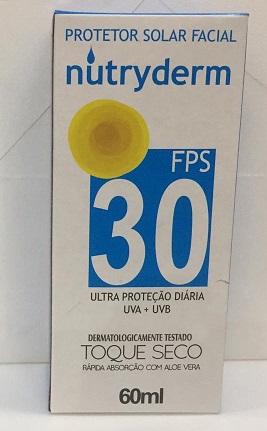 PROTETOR SOLAR FACIAL
nutryderm
FPS
30
ULTRA PROTEÇÃO DIÁRIA
UVA + UVB
DERMATOLOGICAMENTE TESTADO
TOQUE SECO
RÁPIDA ABSORÇÃO COM ALOE VERA
60ml